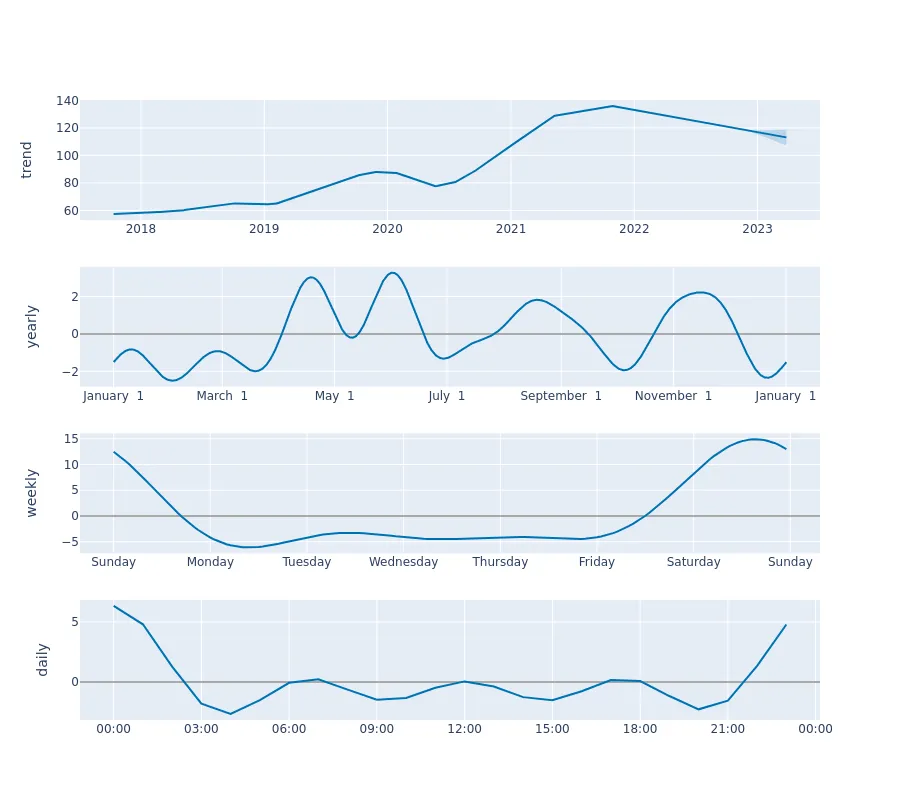 trend
140
120
100
80
60
2018 2019 2020 2021 2022 2023
yearly
2
0
−2
January 1 March 1 May 1 July 1 September 1 November 1 January 1
weekly
15
10
5
0
−5
Sunday Monday Tuesday Wednesday Thursday Friday Saturday Sunday
daily
5
0
00:00 03:00 06:00 09:00 12:00 15:00 18:00 21:00 00:00